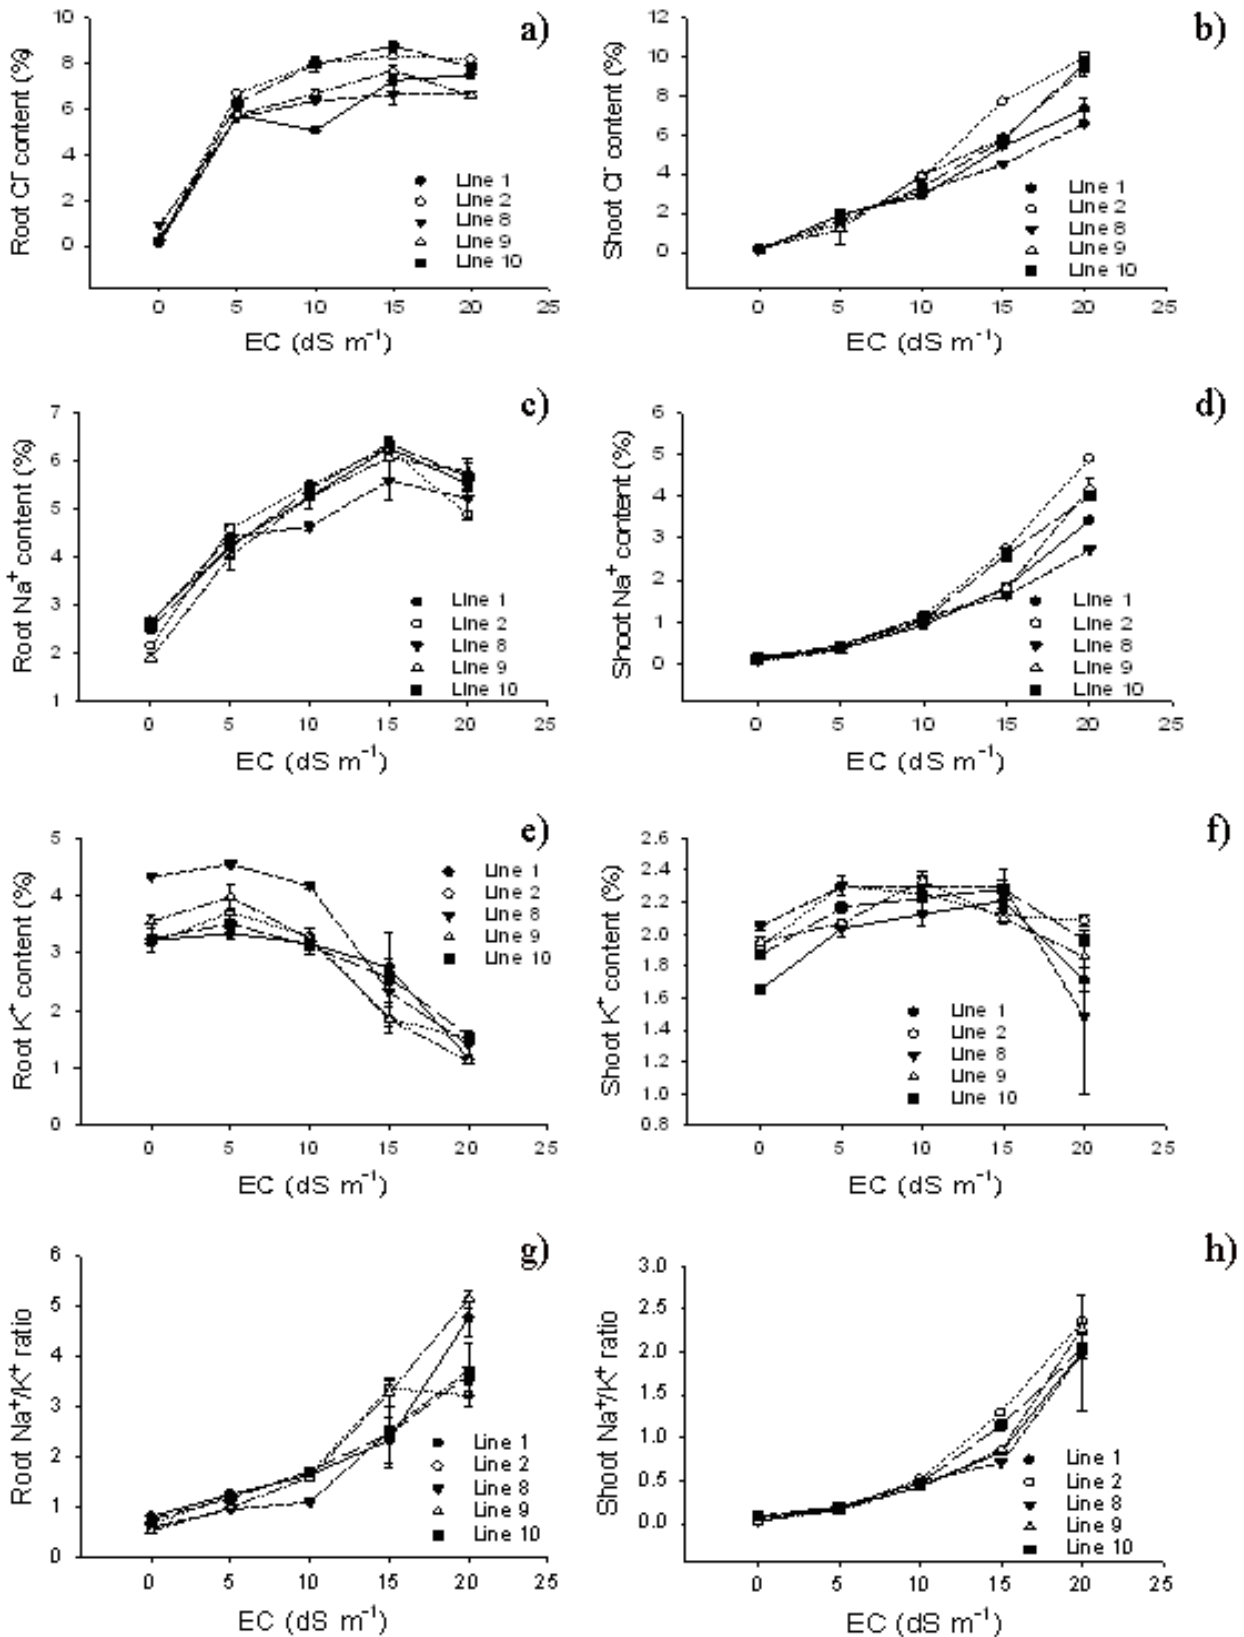 a)
Root Cl⁻ content (%)
10
8
6
4
2
0
Line 1
Line 2
Line 8
Line 9
Line 10
0 5 10 15 20 25
EC (dS m⁻¹)
b)
Shoot Cl⁻ content (%)
12
10
8
6
4
2
0
Line 1
Line 2
Line 8
Line 9
Line 10
0 5 10 15 20 25
EC (dS m⁻¹)
c)
Root Na⁺ content (%)
7
6
5
4
3
2
1
Line 1
Line 2
Line 8
Line 9
Line 10
0 5 10 15 20 25
EC (dS m⁻¹)
d)
Shoot Na⁺ content (%)
6
5
4
3
2
1
0
Line 1
Line 2
Line 8
Line 9
Line 10
0 5 10 15 20 25
EC (dS m⁻¹)
e)
Root K⁺ content (%)
5
4
3
2
1
0
Line 1
Line 2
Line 8
Line 9
Line 10
0 5 10 15 20 25
EC (dS m⁻¹)
f)
Shoot K⁺ content (%)
2.6
2.4
2.2
2.0
1.8
1.6
1.4
1.2
1.0
0.8
Line 1
Line 2
Line 8
Line 9
Line 10
0 5 10 15 20 25
EC (dS m⁻¹)
g)
Root Na⁺/K⁺ ratio
6
5
4
3
2
1
0
Line 1
Line 2
Line 8
Line 9
Line 10
0 5 10 15 20 25
EC (dS m⁻¹)
h)
Shoot Na⁺/K⁺ ratio
3.0
2.5
2.0
1.5
1.0
0.5
0.0
Line 1
Line 2
Line 8
Line 9
Line 10
0 5 10 15 20 25
EC (dS m⁻¹)